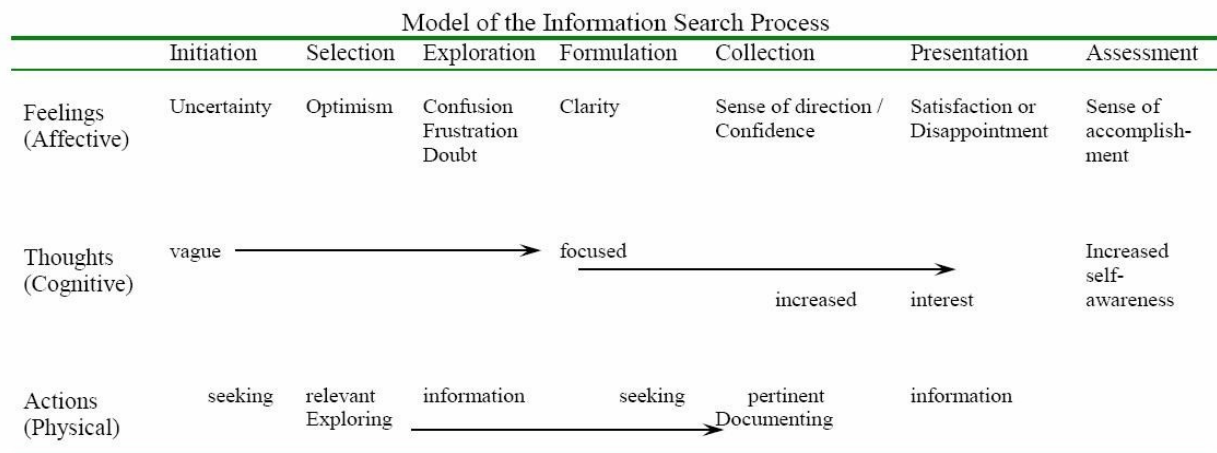 Model of the Information Search Process
Initiation Selection Exploration Formulation Collection Presentation Assessment
Feelings Uncertainty Optimism Confusion Clarity Sense of direction / Satisfaction or Sense of
(Affective) Frustration Confidence Disappointment accomplish-
Doubt ment
Thoughts vague focused Increased
(Cognitive) self-
increased interest awareness
Actions seeking relevant information seeking pertinent information
(Physical) Exploring Documenting